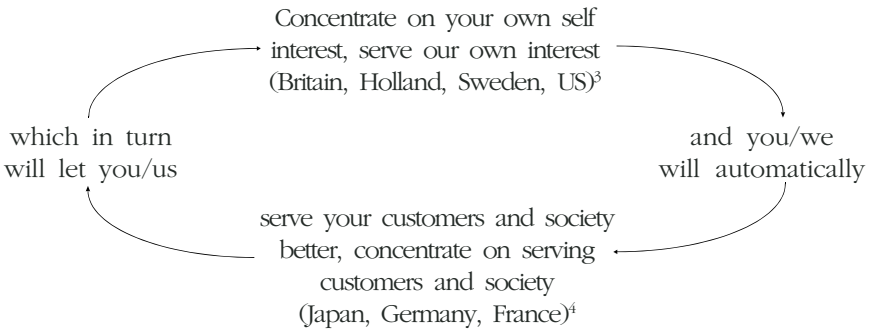 Concentrate on your own self
interest, serve our own interest
(Britain, Holland, Sweden, US)³
and you/we
will automatically
serve your customers and society
better, concentrate on serving
customers and society
(Japan, Germany, France)⁴
which in turn
will let you/us